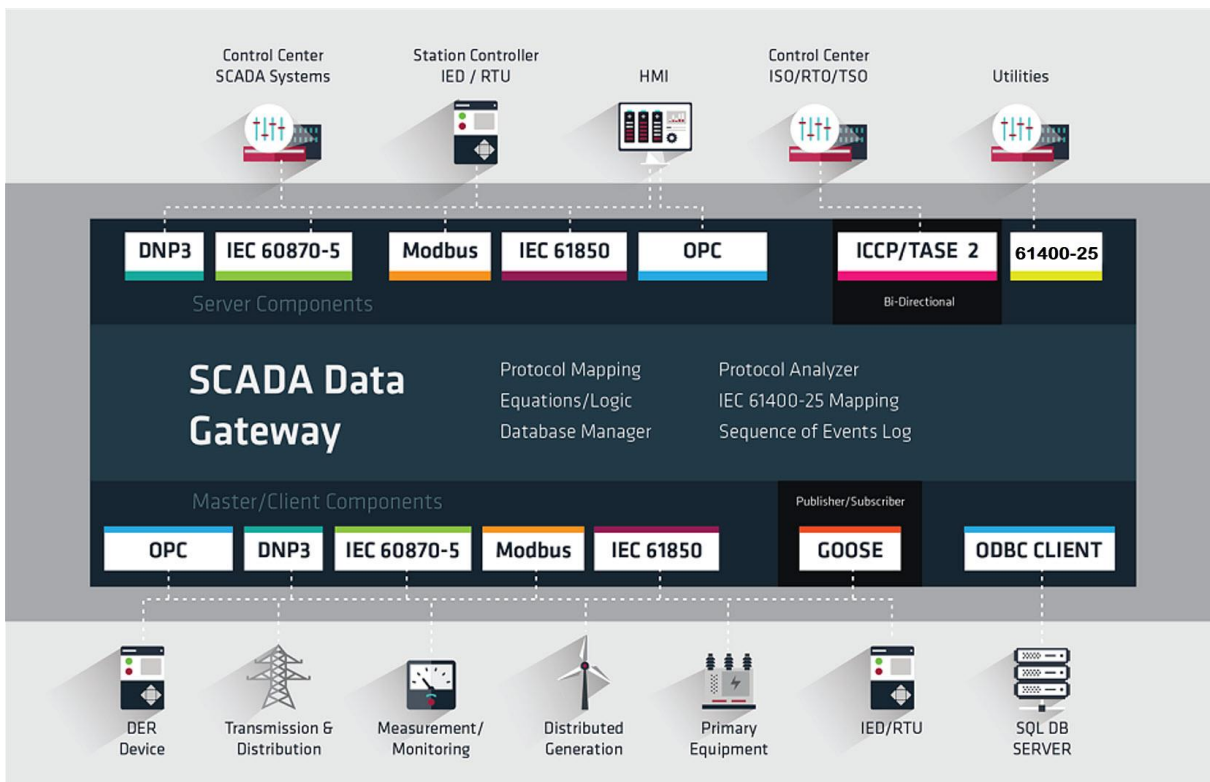 Control Center
SCADA Systems
Station Controller
IED / RTU
HMI
Control Center
ISO/RTO/TSO
Utilities
DNP3
IEC 60870-5
Modbus
IEC 61850
OPC
ICCP/TASE 2
61400-25
Server Components
Bi-Directional
SCADA Data
Gateway
Protocol Mapping
Equations/Logic
Database Manager
Protocol Analyzer
IEC 61400-25 Mapping
Sequence of Events Log
Master/Client Components
Publisher/Subscriber
OPC
DNP3
IEC 60870-5
Modbus
IEC 61850
GOOSE
ODBC CLIENT
DER
Device
Transmission &
Distribution
Measurement/
Monitoring
Distributed
Generation
Primary
Equipment
IED/RTU
SQL DB
SERVER